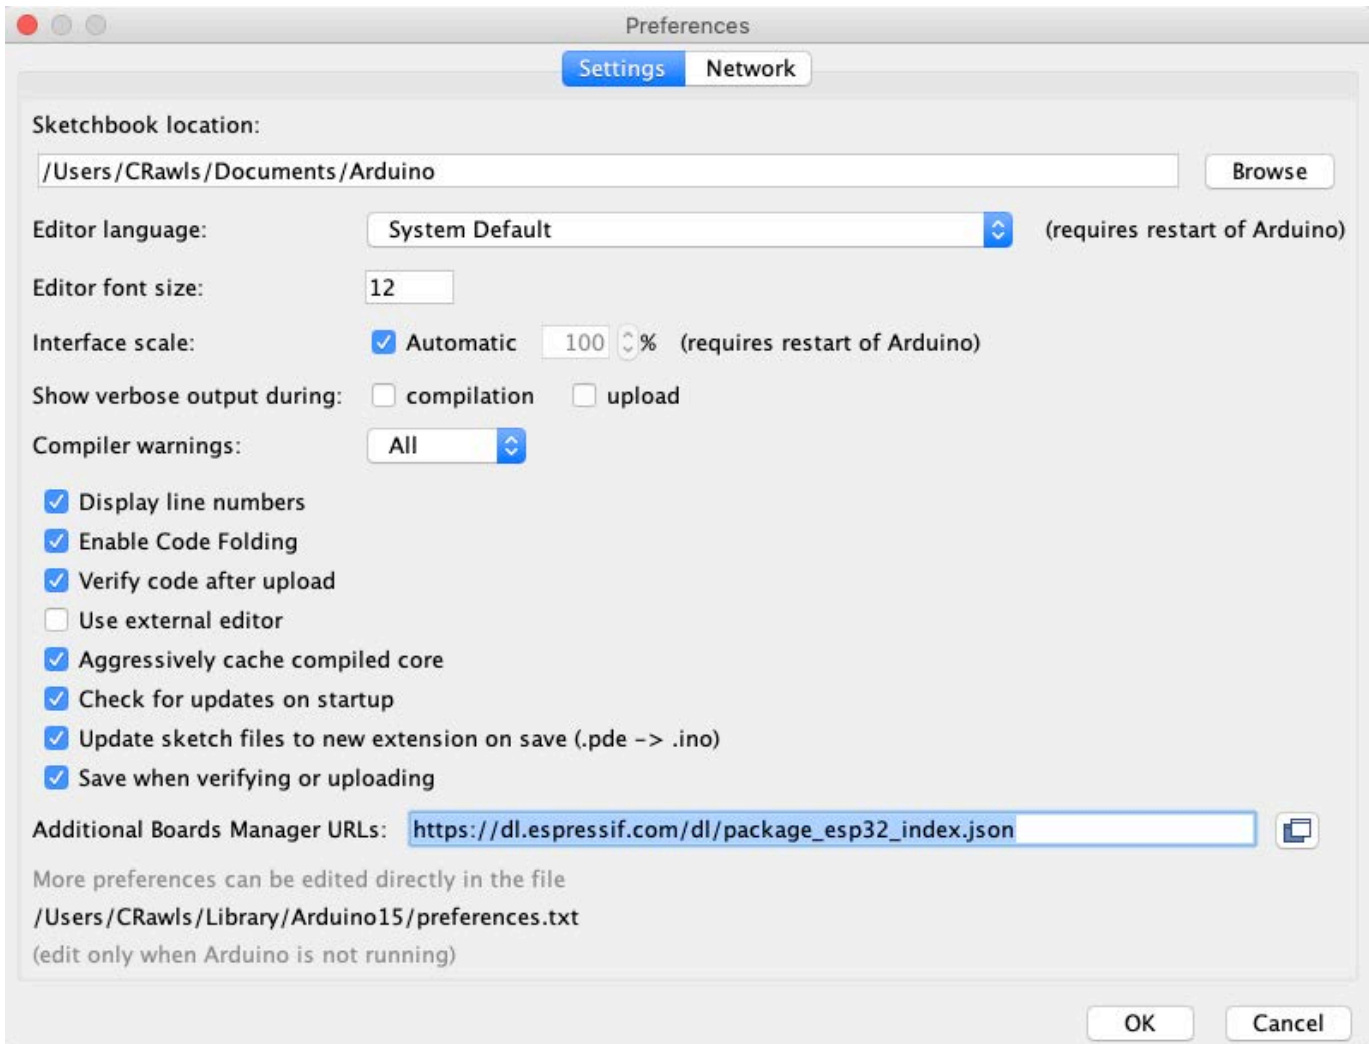 Preferences
Settings Network
Sketchbook location:
/Users/CRawls/Documents/Arduino Browse
Editor language: System Default (requires restart of Arduino)
Editor font size: 12
Interface scale: Automatic 100 % (requires restart of Arduino)
Show verbose output during: compilation upload
Compiler warnings: All
Display line numbers
Enable Code Folding
Verify code after upload
Use external editor
Aggressively cache compiled core
Check for updates on startup
Update sketch files to new extension on save (.pde -> .ino)
Save when verifying or uploading
Additional Boards Manager URLs: https://dl.espressif.com/dl/package_esp32_index.json
More preferences can be edited directly in the file
/Users/CRawls/Library/Arduino15/preferences.txt
(edit only when Arduino is not running)
OK Cancel